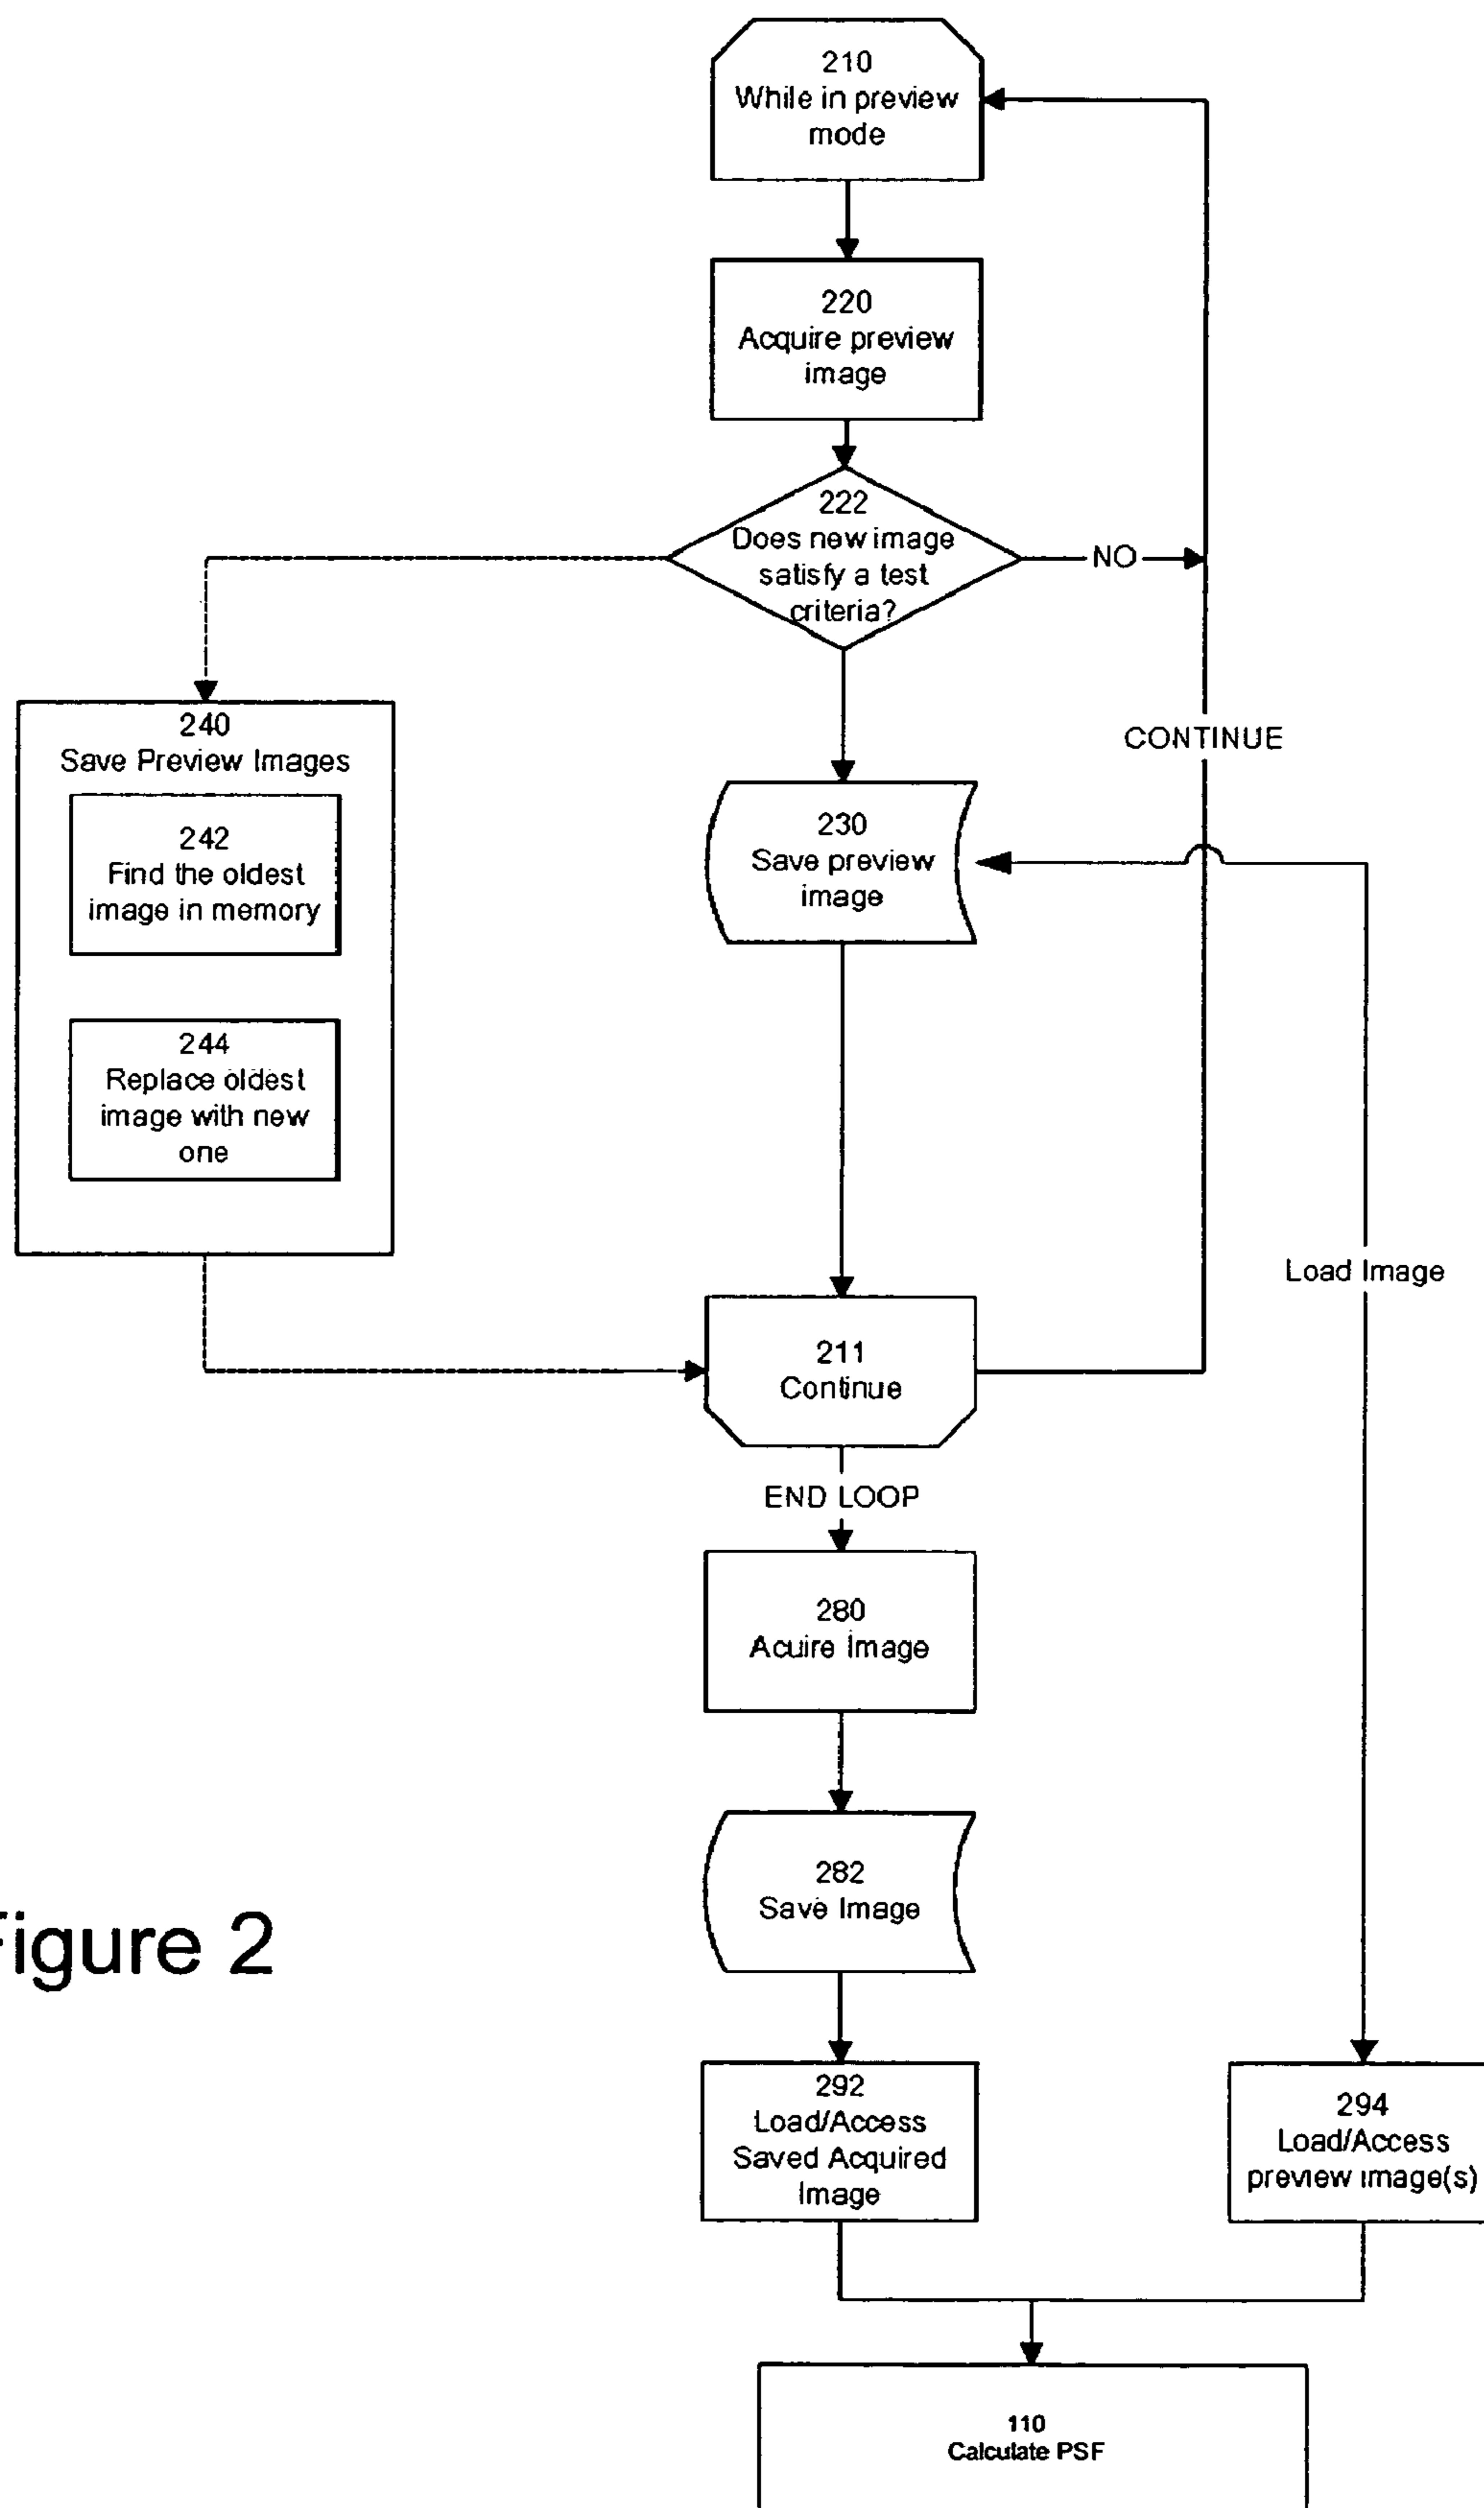 210
While in preview
mode
220
Acquire preview
image
222
Does new image
satisfy a test
criteria?
NO
CONTINUE
240
Save Preview Images
242
Find the oldest
image in memory
244
Replace oldest
image with new
one
230
Save preview
image
Load Image
211
Continue
END LOOP
280
Acuire Image
282
Save Image
Figure 2
292
Load/Access
Saved Acquired
Image
294
Load/Access
preview image(s)
110
Calculate PSF